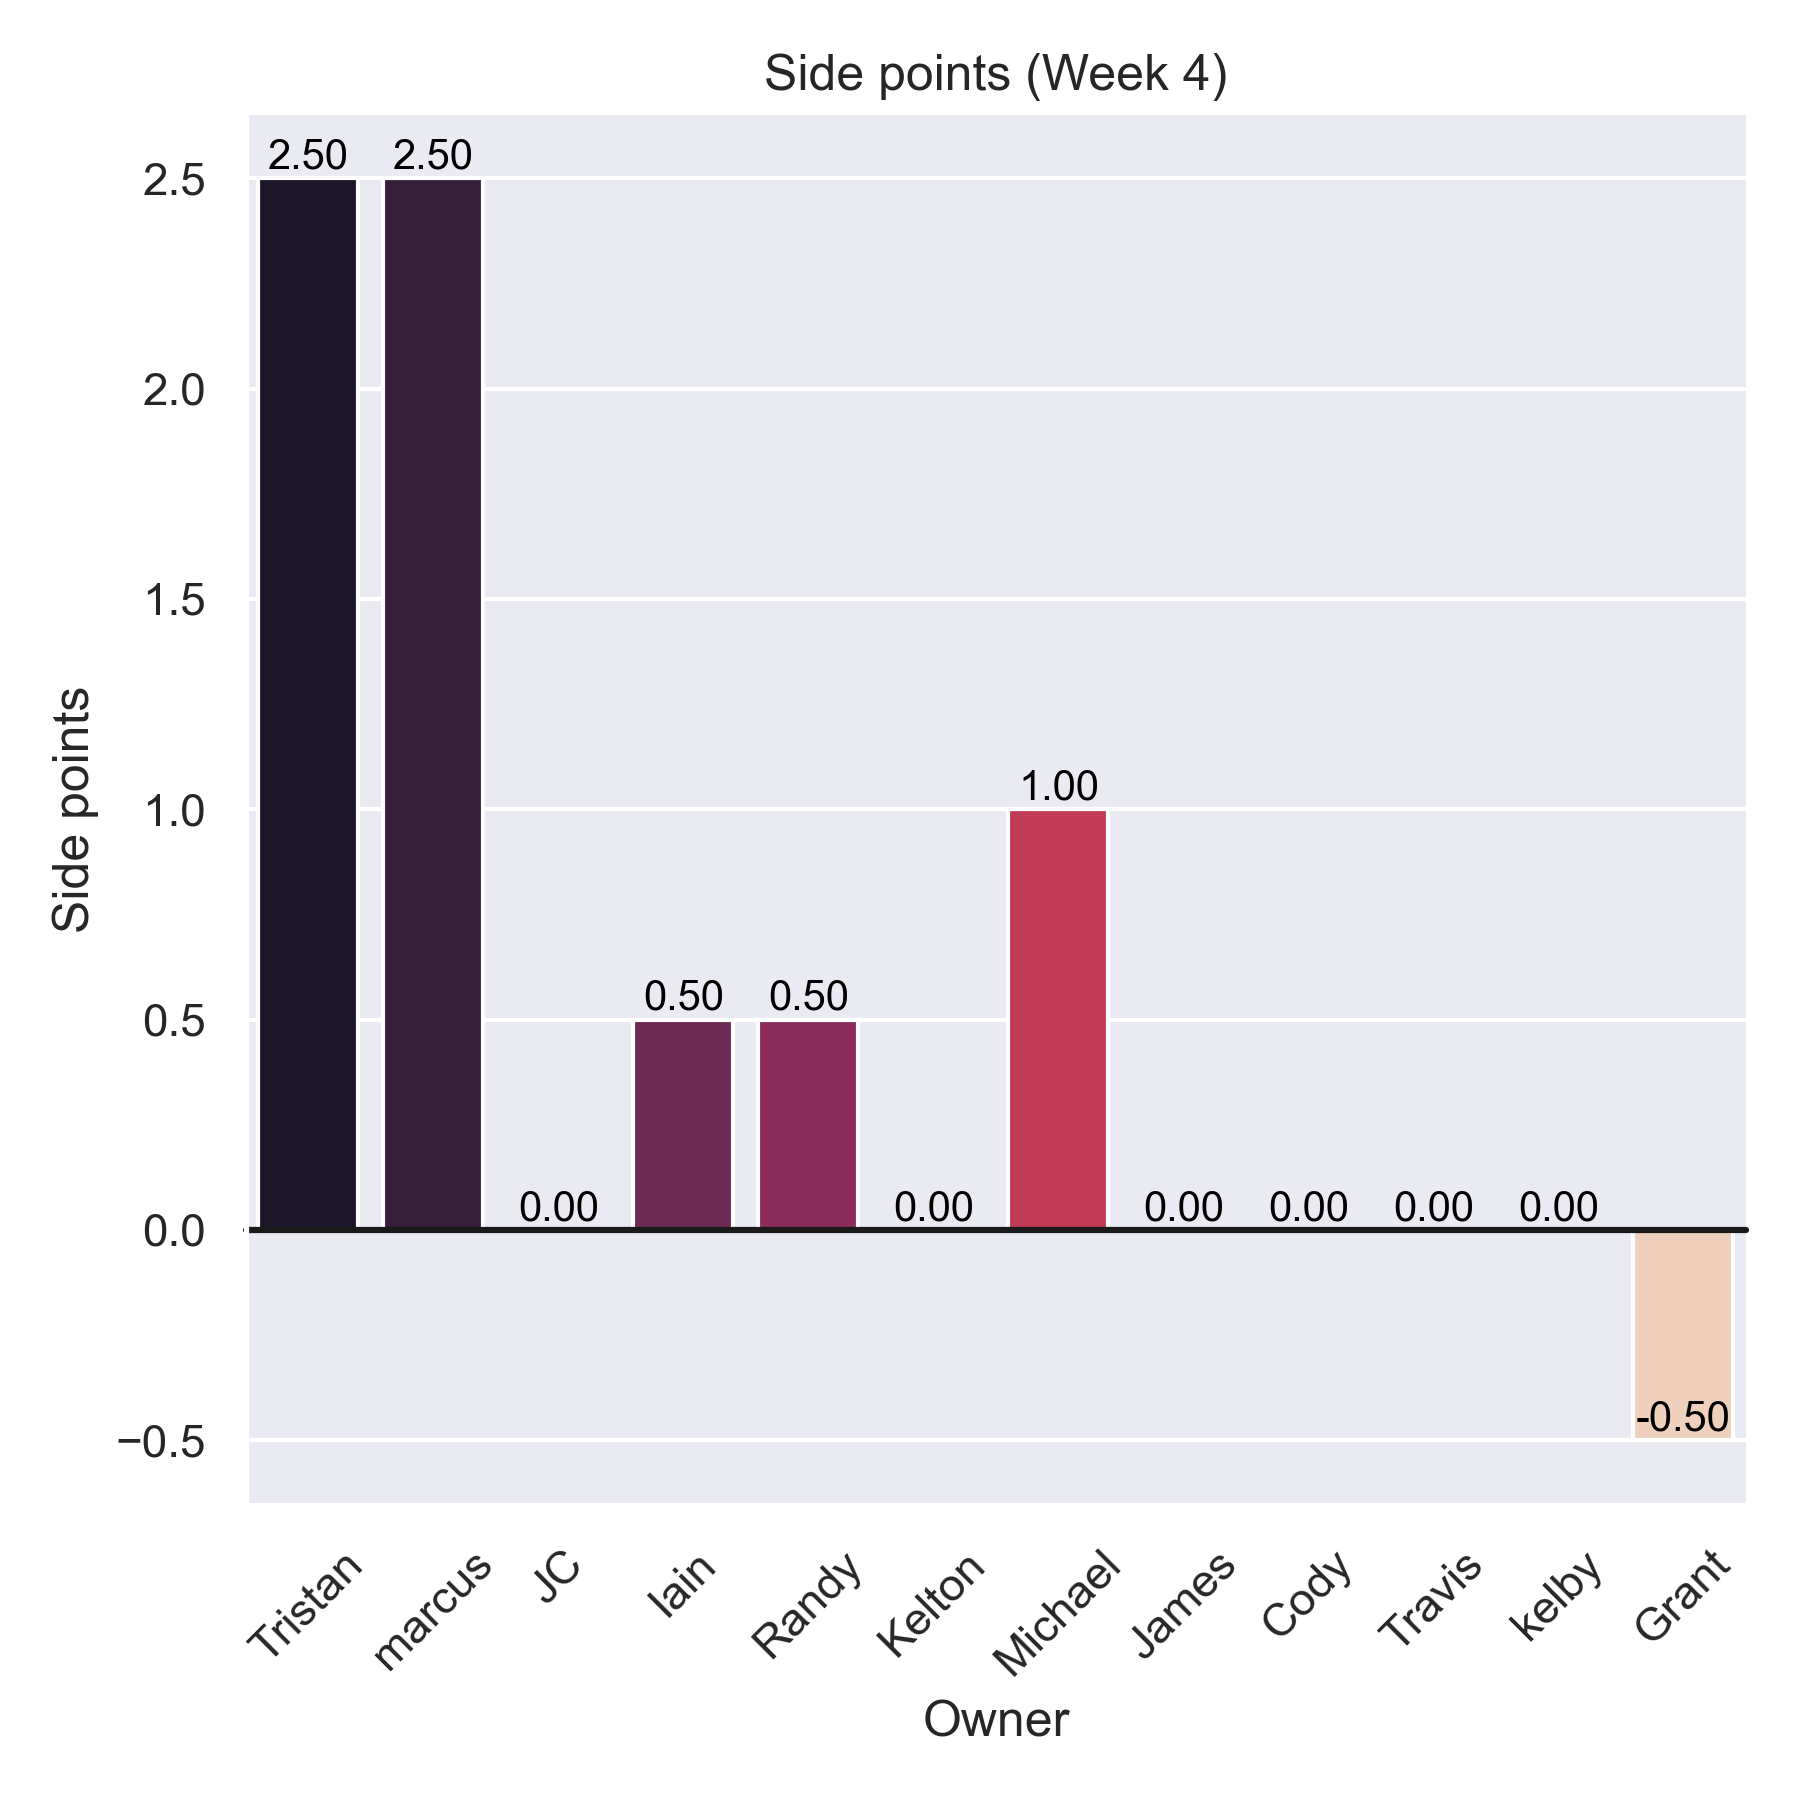 Side points (Week 4)
2.50 2.50
2.5
2.0
1.5
1.00
1.0
0.50 0.50
0.5
0.00 0.00 0.00 0.00 0.00 0.00
0.0
-0.50
−0.5
Side points
Tristan marcus JC Iain Randy Kelton Michael James Cody Travis kelby Grant
Owner